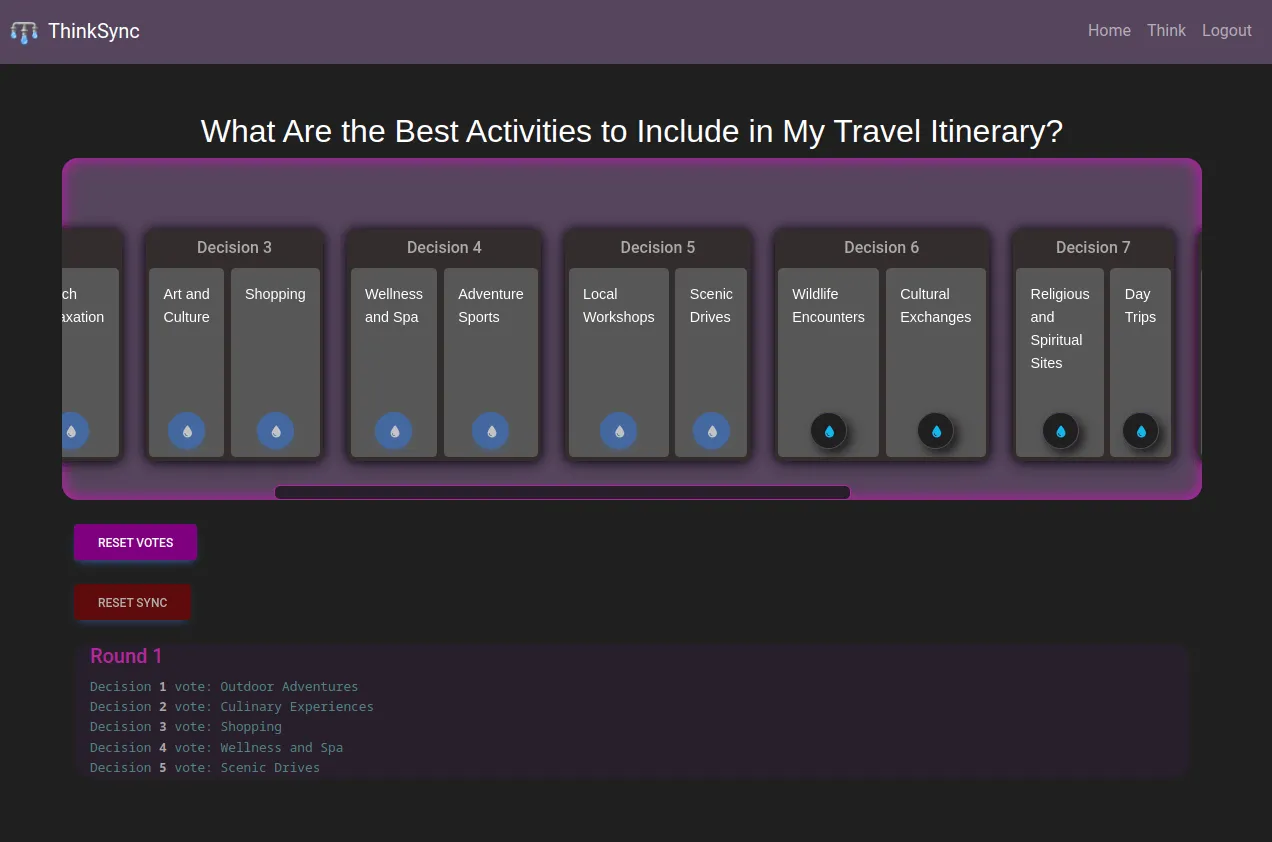 ThinkSync
Home Think Logout
What Are the Best Activities to Include in My Travel Itinerary?
Decision 3
Decision 4
Decision 5
Decision 6
Decision 7
ch
axation
Art and
Culture
Shopping
Wellness
and Spa
Adventure
Sports
Local
Workshops
Scenic
Drives
Wildlife
Encounters
Cultural
Exchanges
Religious
and
Spiritual
Sites
Day
Trips
RESET VOTES
RESET SYNC
Round 1
Decision 1 vote: Outdoor Adventures
Decision 2 vote: Culinary Experiences
Decision 3 vote: Shopping
Decision 4 vote: Wellness and Spa
Decision 5 vote: Scenic Drives